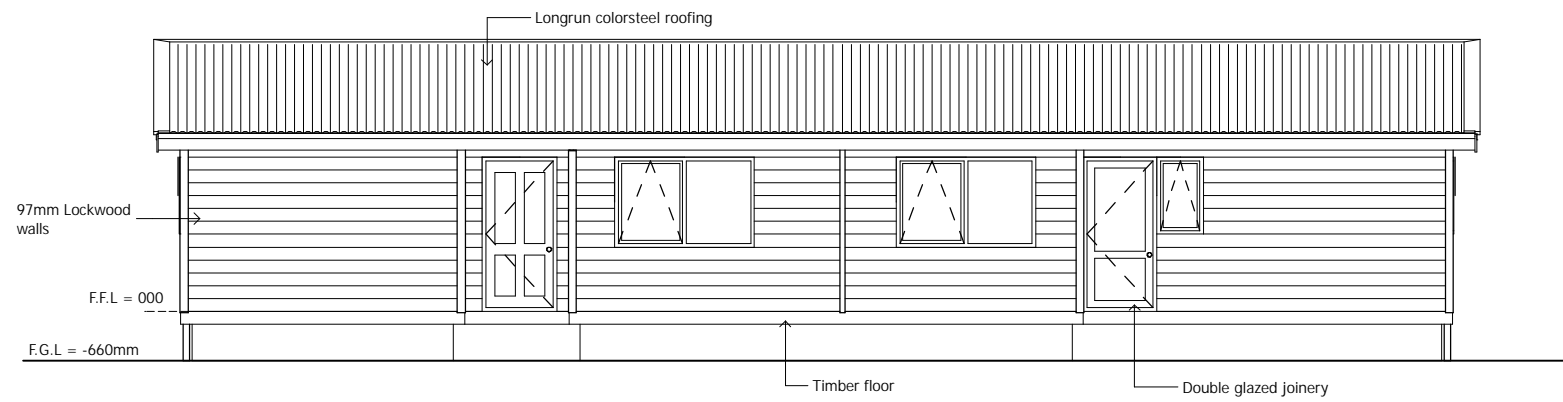 Longrun colorsteel roofing
97mm Lockwood
walls
F.F.L = 000
F.G.L = -660mm
Timber floor
Double glazed joinery